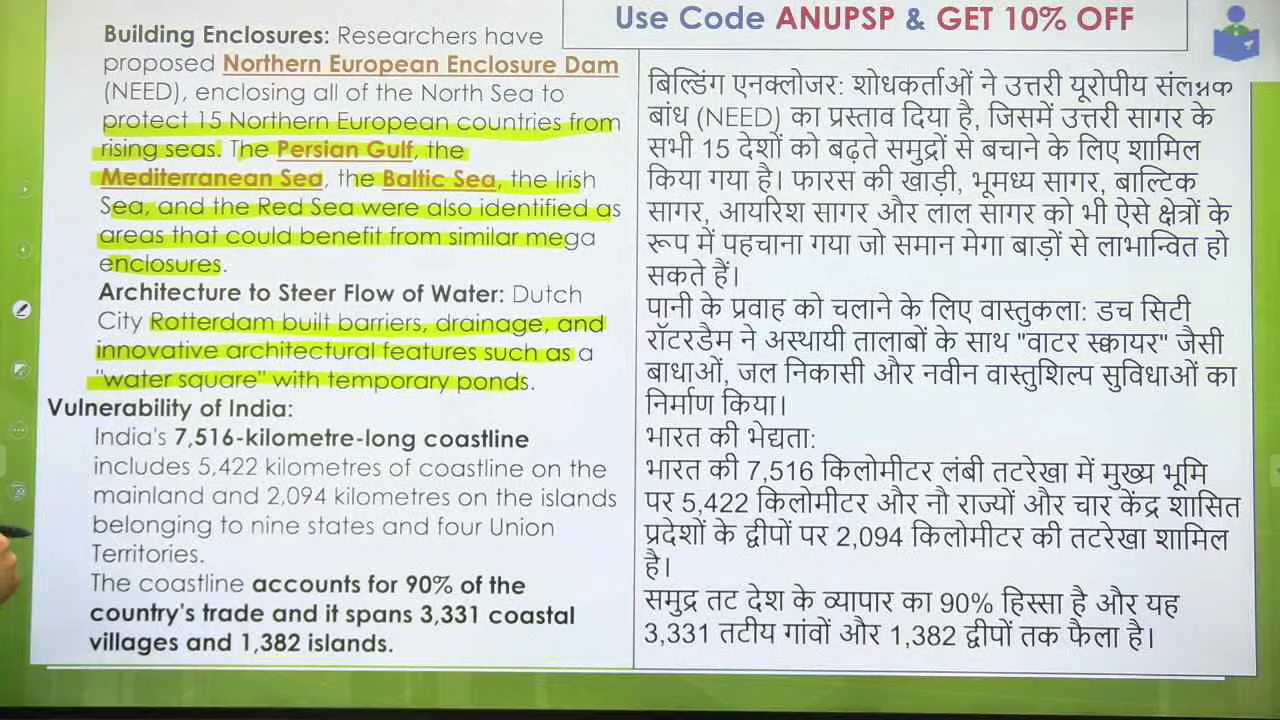 Use Code ANUPSP & GET 10% OFF
Building Enclosures: Researchers have
proposed Northern European Enclosure Dam
(NEED), enclosing all of the North Sea to
protect 15 Northern European countries from
rising seas. The Persian Gulf, the
Mediterranean Sea, the Baltic Sea, the Irish
Sea, and the Red Sea were also identified as
areas that could benefit from similar mega
enclosures.
Architecture to Steer Flow of Water: Dutch
City Rotterdam built barriers, drainage, and
innovative architectural features such as a
"water square" with temporary ponds.
Vulnerability of India:
India's 7,516-kilometre-long coastline
includes 5,422 kilometres of coastline on the
mainland and 2,094 kilometres on the islands
belonging to nine states and four Union
Territories.
The coastline accounts for 90% of the
country's trade and it spans 3,331 coastal
villages and 1,382 islands.
बिल्डिंग एनक्लोजर: शोधकर्ताओं ने उत्तरी यूरोपीय संलग्नक
बांध (NEED) का प्रस्ताव दिया है, जिसमें उत्तरी सागर के
सभी 15 देशों को बढ़ते समुद्रों से बचाने के लिए शामिल
किया गया है। फारस की खाड़ी, भूमध्य सागर, बाल्टिक
सागर, आयरिश सागर और लाल सागर को भी ऐसे क्षेत्रों के
रूप में पहचाना गया जो समान मेगा बाड़ों से लाभान्वित हो
सकते हैं।
पानी के प्रवाह को चलाने के लिए वास्तुकला: डच सिटी
रॉटरडैम ने अस्थायी तालाबों के साथ "वाटर स्क्वायर" जैसी
बाधाओं, जल निकासी और नवीन वास्तुशिल्प सुविधाओं का
निर्माण किया।
भारत की भेद्यता:
भारत की 7,516 किलोमीटर लंबी तटरेखा में मुख्य भूमि
पर 5,422 किलोमीटर और नौ राज्यों और चार केंद्र शासित
प्रदेशों के द्वीपों पर 2,094 किलोमीटर की तटरेखा शामिल
है।
समुद्र तट देश के व्यापार का 90% हिस्सा है और यह
3,331 तटीय गांवों और 1,382 द्वीपों तक फैला है।